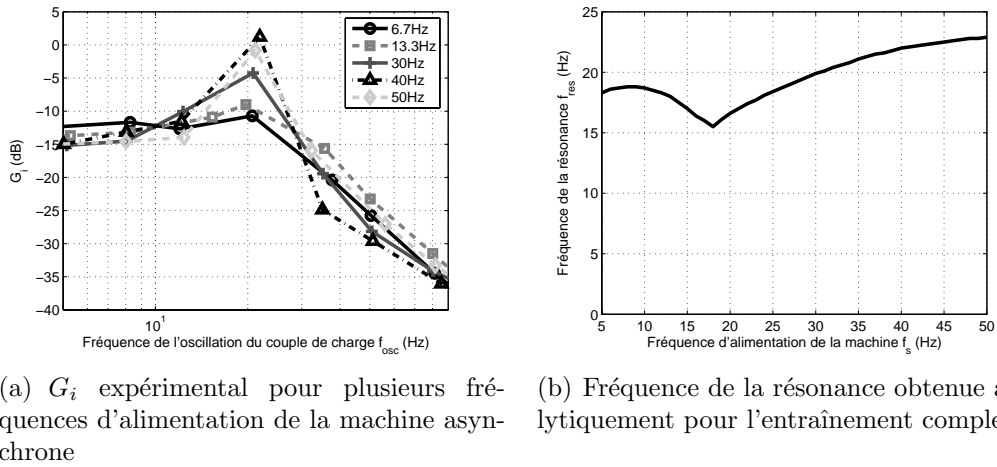 5
0
−5
−10
−15
−20
−25
−30
−35
−40
G_i (dB)
10^1
Fréquence de l'oscillation du couple de charge f_osc (Hz)
6.7Hz
13.3Hz
30Hz
40Hz
50Hz
25
20
15
10
5
0
Fréquence de la résonance f_res (Hz)
5 10 15 20 25 30 35 40 45 50
Fréquence d'alimentation de la machine f_s (Hz)
(a) G_i expérimental pour plusieurs fré-
quences d'alimentation de la machine asyn-
chrone
(b) Fréquence de la résonance obtenue a
lytiquement pour l'entraînement comple